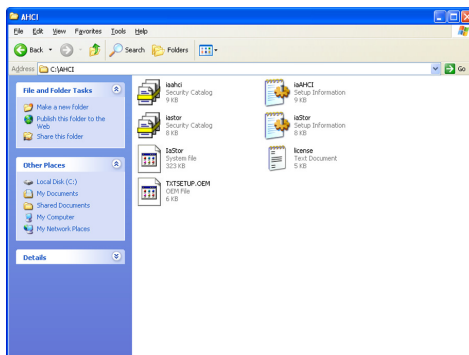 AHCI
File Edit View Favorites Tools Help
Back Search Folders
Address C:\AHCI Go
File and Folder Tasks
Make a new folder
Publish this folder to the
Web
Share this folder
Other Places
Local Disk (C:)
My Documents
Shared Documents
My Computer
My Network Places
Details
iaahci
Security Catalog
9 KB
iaAHCI
Setup Information
9 KB
iastor
Security Catalog
8 KB
iaStor
Setup Information
8 KB
IaStor
System file
323 KB
license
Text Document
5 KB
TXTSETUP.OEM
OEM File
6 KB